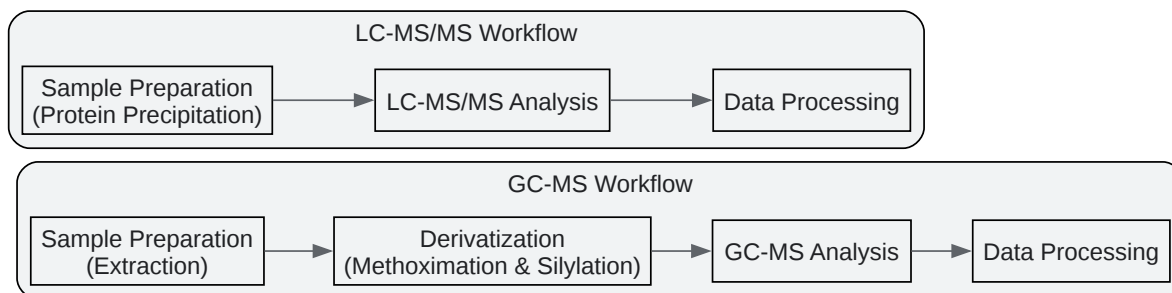 LC-MS/MS Workflow
Sample Preparation
(Protein Precipitation)
LC-MS/MS Analysis
Data Processing
GC-MS Workflow
Sample Preparation
(Extraction)
Derivatization
(Methoximation & Silylation)
GC-MS Analysis
Data Processing